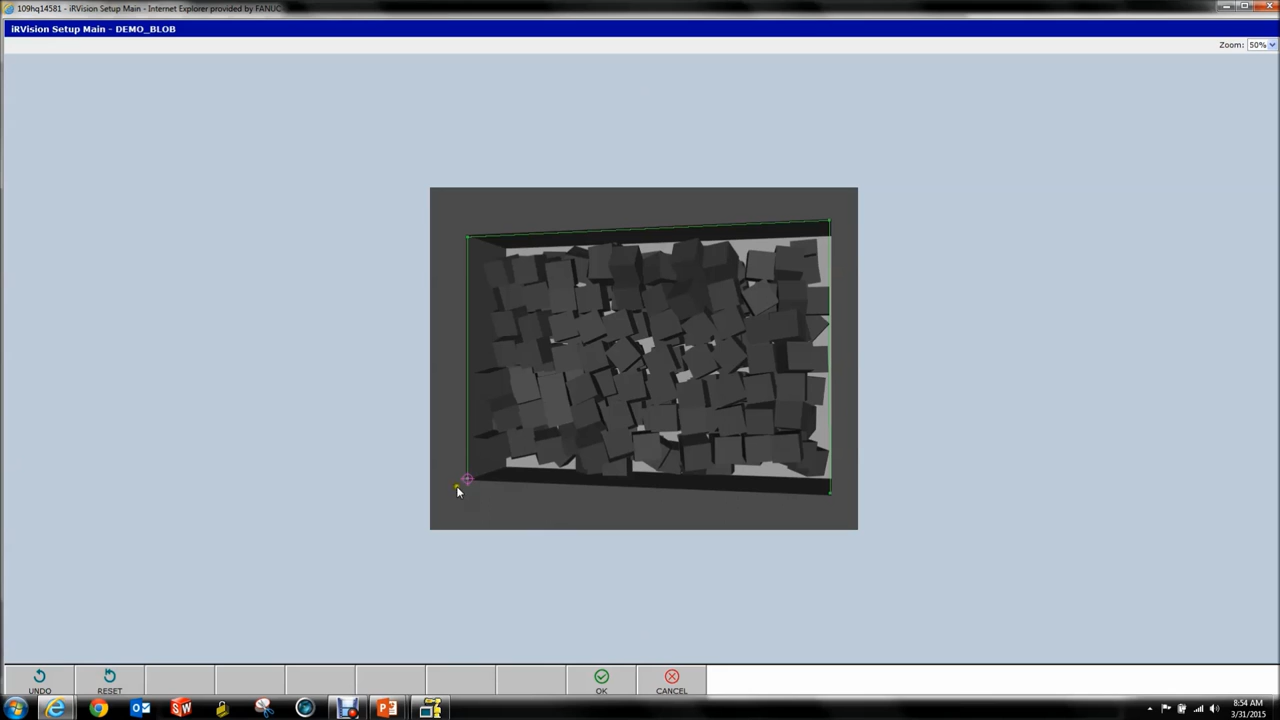 109hq14581 - iRVision Setup Main - Internet Explorer provided by FANUC
iRVision Setup Main - DEMO_BLOB
Zoom: 50%
UNDO
RESET
OK
CANCEL
8:54 AM
3/31/2015